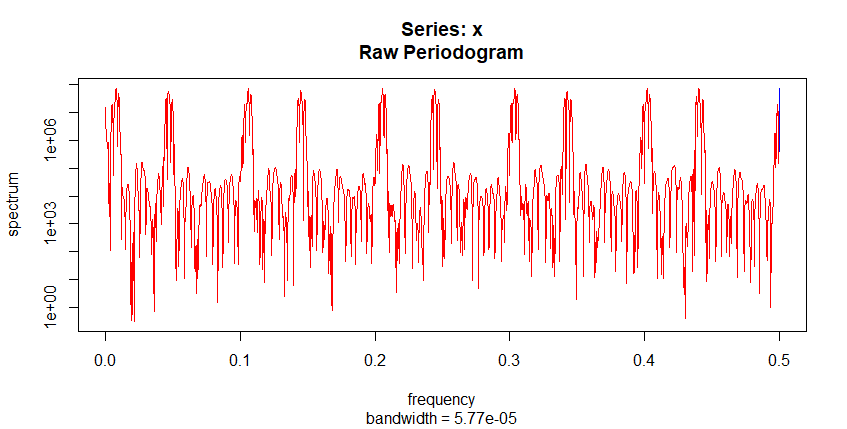 Series: x
Raw Periodogram
spectrum
1e+06
1e+03
1e+00
0.0
0.1
0.2
0.3
0.4
0.5
frequency
bandwidth = 5.77e-05